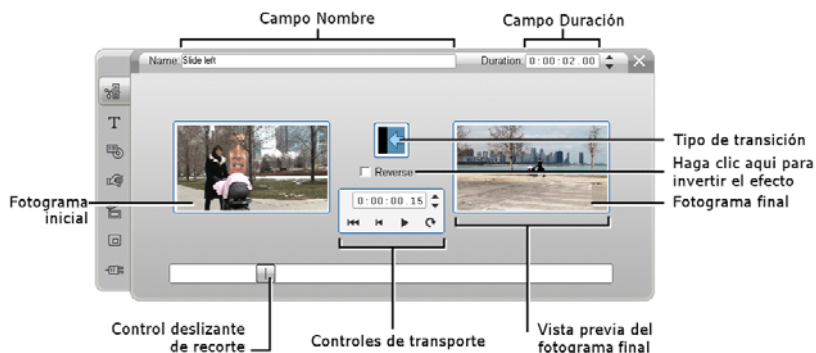 Campo Nombre
Campo Duración
Name: Slide left
Duration: 0:00:02.00
T
Tipo de transición
Reverse
Haga clic aqui para
invertir el efecto
Fotograma
inicial
0:00:00.15
Fotograma final
Control deslizante
de recorte
Controles de transporte
Vista previa del
fotograma final